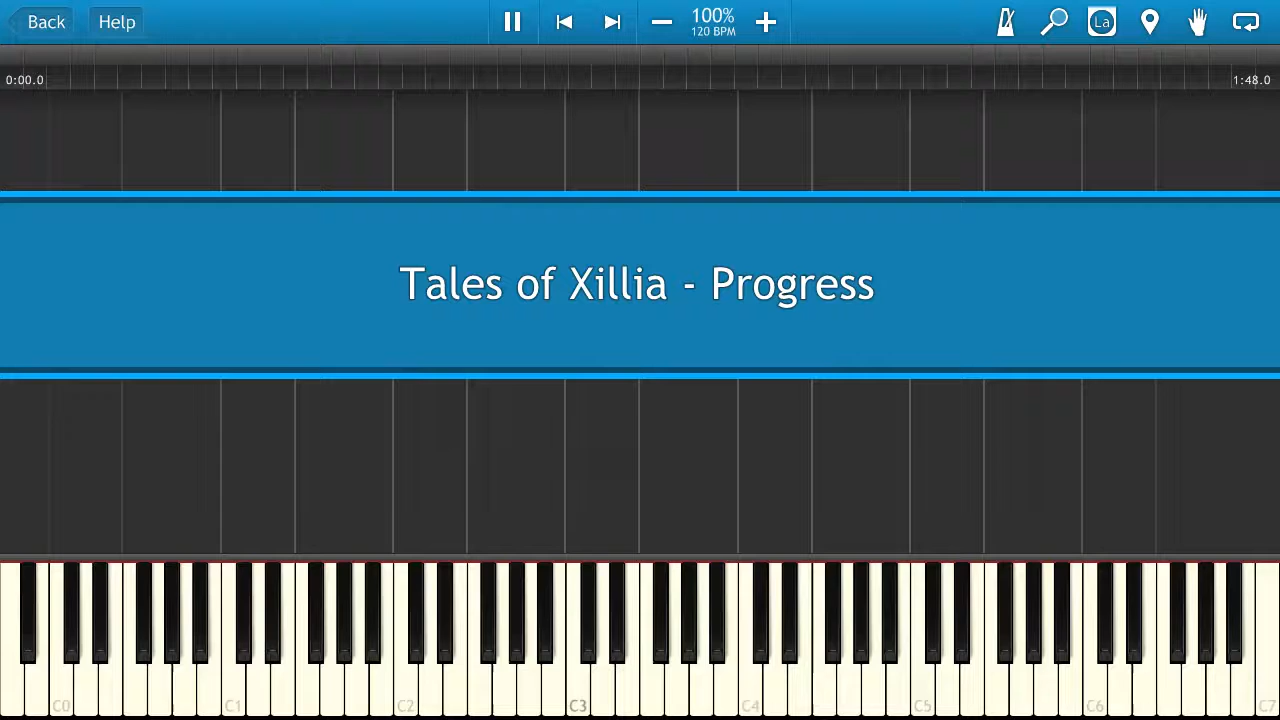 Back
Help
100%
120 BPM
La
0:00.0
1:48.0
Tales of Xillia - Progress
C0
C1
C2
C3
C4
C5
C6
C7